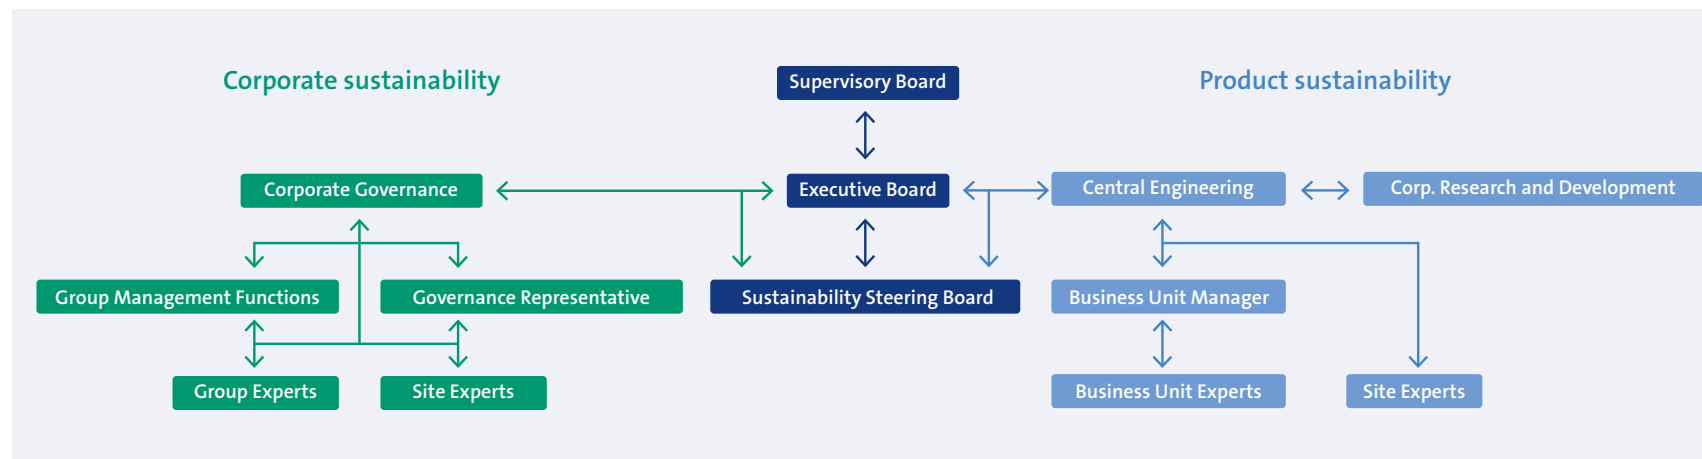 Corporate sustainability
Supervisory Board
Product sustainability
Corporate Governance
Executive Board
Central Engineering
Corp. Research and Development
Group Management Functions
Governance Representative
Sustainability Steering Board
Business Unit Manager
Group Experts
Site Experts
Business Unit Experts
Site Experts